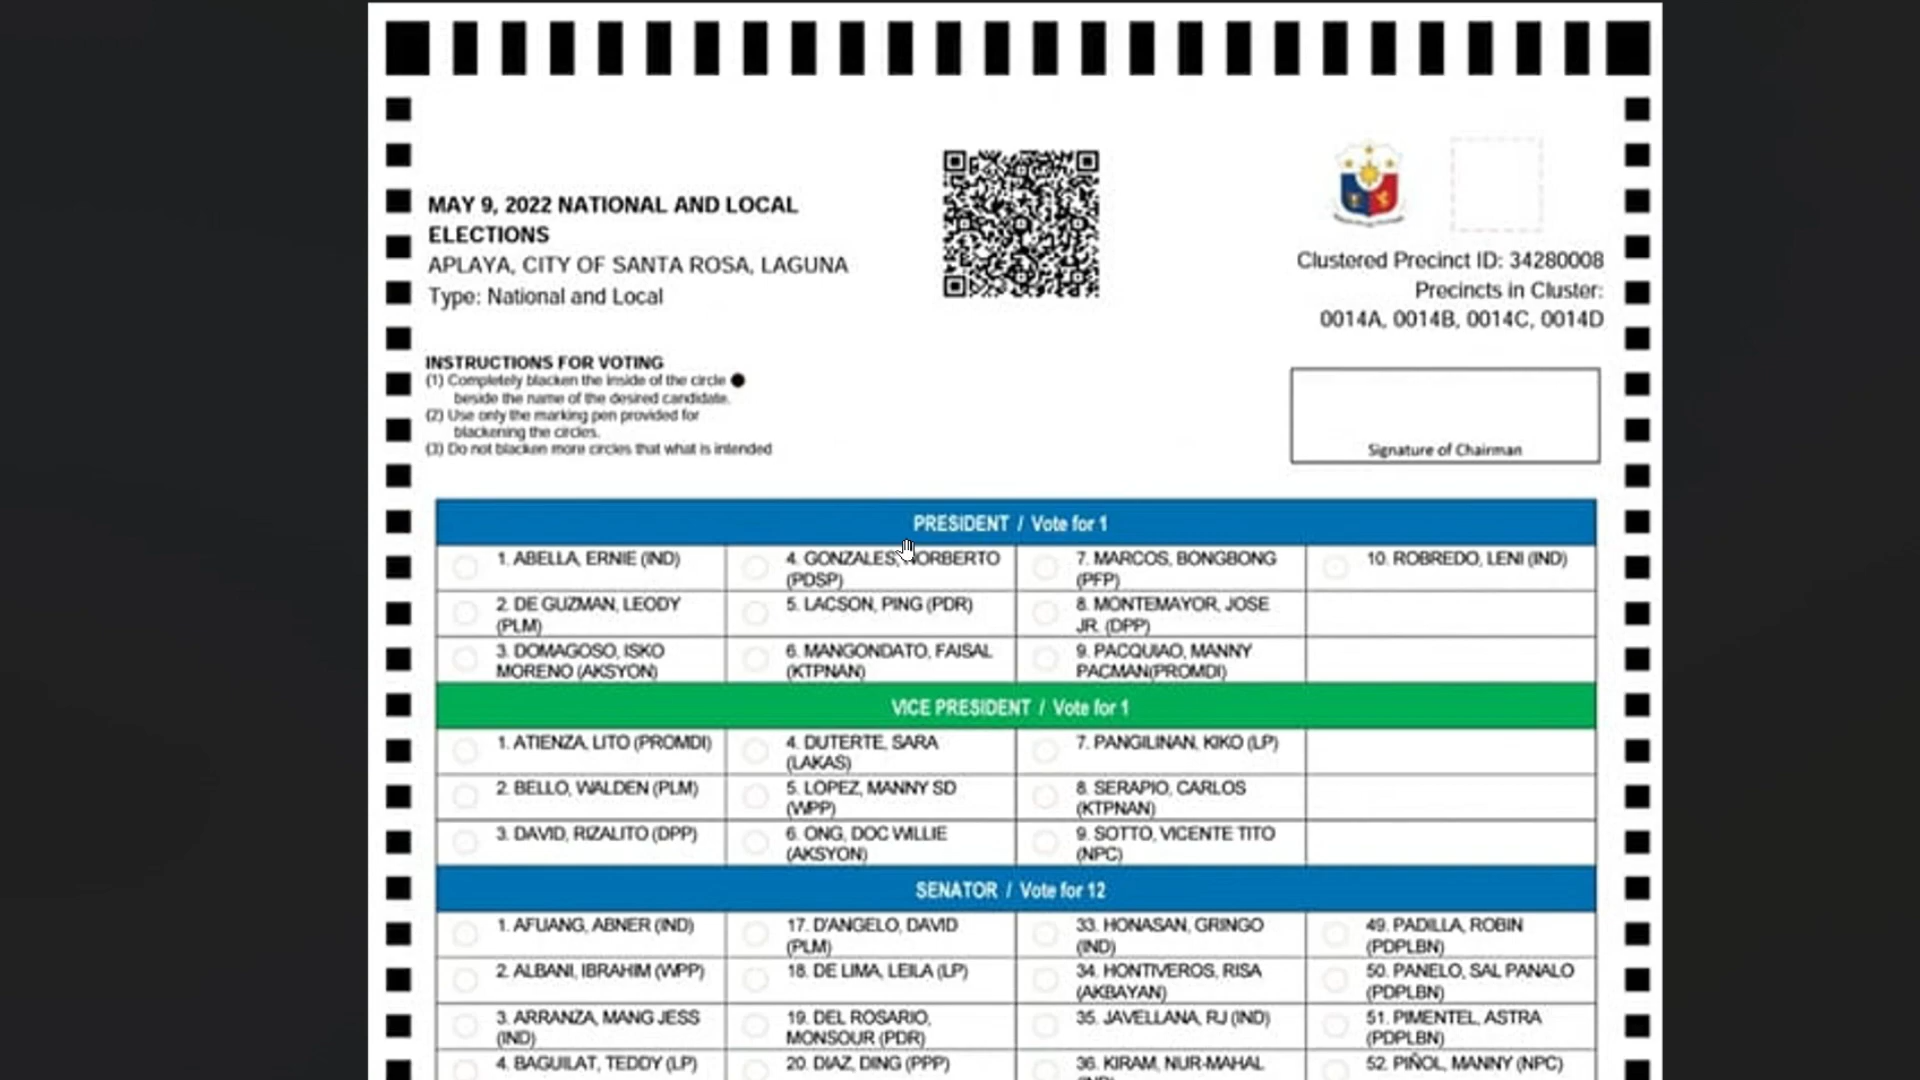 MAY 9, 2022 NATIONAL AND LOCAL
ELECTIONS
APLAYA, CITY OF SANTA ROSA, LAGUNA
Type: National and Local
Clustered Precinct ID: 34280008
Precincts in Cluster:
0014A, 0014B, 0014C, 0014D
INSTRUCTIONS FOR VOTING
(1) Completely blacken the inside of the circle
beside the name of the desired candidate.
(2) Use only the marking pen provided for
blackening the circles.
(3) Do not blacken more circles that what is intended
Signature of Chairman
PRESIDENT / Vote for 1
1. ABELLA, ERNIE (IND)
2. DE GUZMAN, LEODY
(PLM)
3. DOMAGOSO, ISKO
MORENO (AKSYON)
4. GONZALES, NORBERTO
(PDSP)
5. LACSON, PING (PDR)
6. MANGONDATO, FAISAL
(KTPNAN)
7. MARCOS, BONGBONG
(PFP)
8. MONTEMAYOR, JOSE
JR. (DPP)
9. PACQUIAO, MANNY
PACMAN(PROMDI)
10. ROBREDO, LENI (IND)
VICE PRESIDENT / Vote for 1
1. ATIENZA, LITO (PROMDI)
2. BELLO, WALDEN (PLM)
3. DAVID, RIZALITO (DPP)
4. DUTERTE, SARA
(LAKAS)
5. LOPEZ, MANNY SD
(WPP)
6. ONG, DOC WILLIE
(AKSYON)
7. PANGILINAN, KIKO (LP)
8. SERAPIO, CARLOS
(KTPNAN)
9. SOTTO, VICENTE TITO
(NPC)
SENATOR / Vote for 12
1. AFUANG, ABNER (IND)
2. ALBANI, IBRAHIM (WPP)
3. ARRANZA, MANG JESS
(IND)
4. BAGUILAT, TEDDY (LP)
17. D'ANGELO, DAVID
(PLM)
18. DE LIMA, LEILA (LP)
19. DEL ROSARIO,
MONSOUR (PDR)
20. DIAZ, DING (PPP)
33. HONASAN, GRINGO
(IND)
34. HONTIVEROS, RISA
(AKBAYAN)
35. JAVELLANA, RJ (IND)
36. KIRAM, NUR-MAHAL
49. PADILLA, ROBIN
(PDPLBN)
50. PANELO, SAL PANALO
(PDPLBN)
51. PIMENTEL, ASTRA
(PDPLBN)
52. PIÑOL, MANNY (NPC)